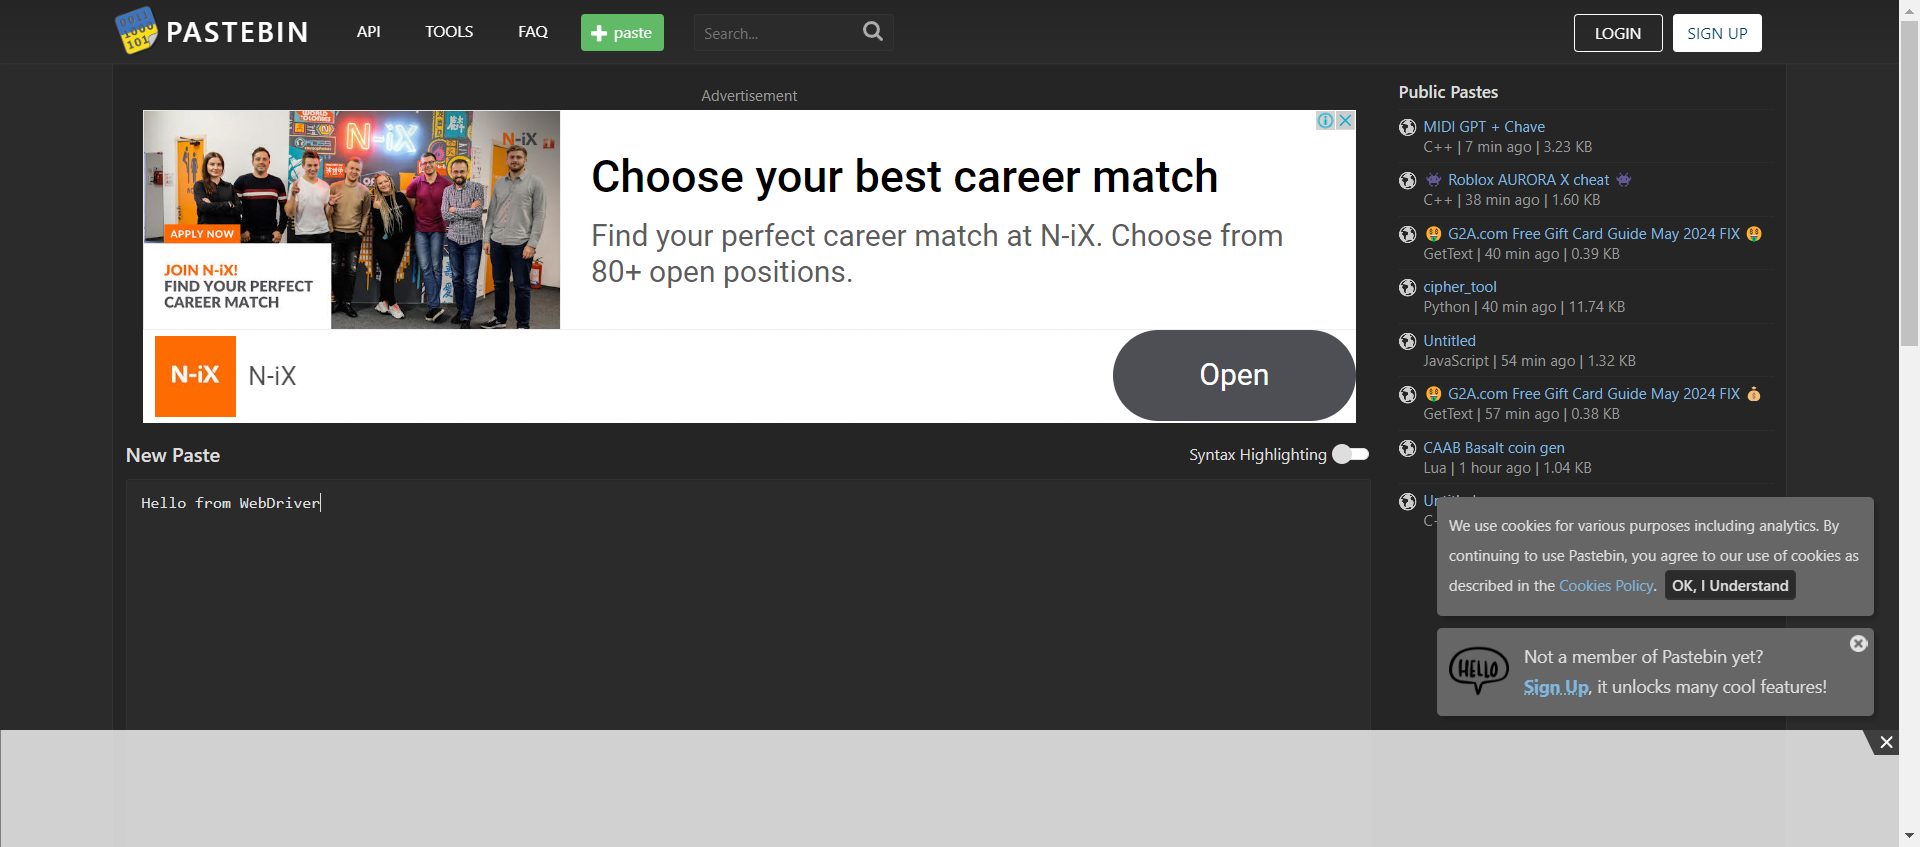 PASTEBIN
API
TOOLS
FAQ
paste
Search...
LOGIN
SIGN UP
Advertisement
N-iX
N-iX
APPLY NOW
JOIN N-iX!
FIND YOUR PERFECT
CAREER MATCH
Choose your best career match
Find your perfect career match at N-iX. Choose from
80+ open positions.
N-iX
N-iX
Open
New Paste
Syntax Highlighting
Hello from WebDriver
Public Pastes
MIDI GPT + Chave
C++ | 7 min ago | 3.23 KB
👾 Roblox AURORA X cheat 👾
C++ | 38 min ago | 1.60 KB
🤑 G2A.com Free Gift Card Guide May 2024 FIX 🤑
GetText | 40 min ago | 0.39 KB
cipher_tool
Python | 40 min ago | 11.74 KB
Untitled
JavaScript | 54 min ago | 1.32 KB
🤑 G2A.com Free Gift Card Guide May 2024 FIX 💰
GetText | 57 min ago | 0.38 KB
CAAB Basalt coin gen
Lua | 1 hour ago | 1.04 KB
We use cookies for various purposes including analytics. By
continuing to use Pastebin, you agree to our use of cookies as
described in the Cookies Policy. OK, I Understand
HELLO
Not a member of Pastebin yet?
Sign Up, it unlocks many cool features!